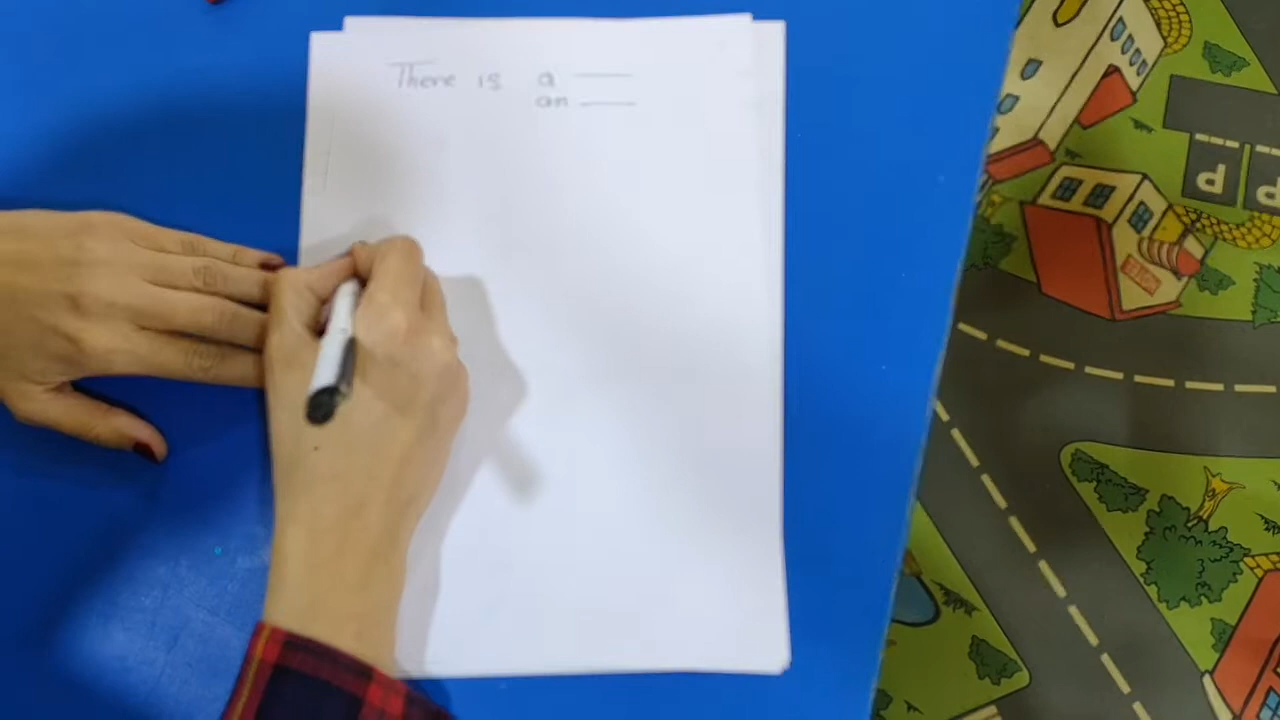 There is a ___
an ___
P
P